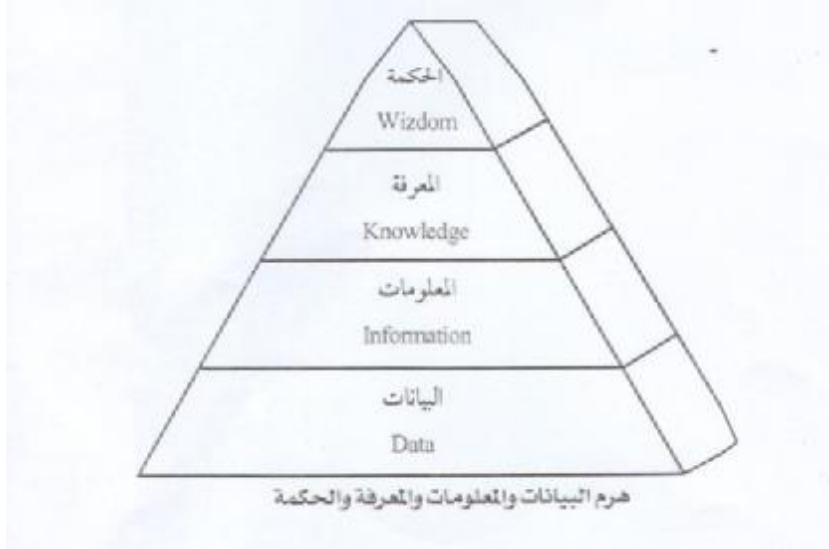 الحكمة
Wizdom
المعرفة
Knowledge
المعلومات
Information
البيانات
Data
هرم البيانات والمعلومات والمعرفة والحكمة